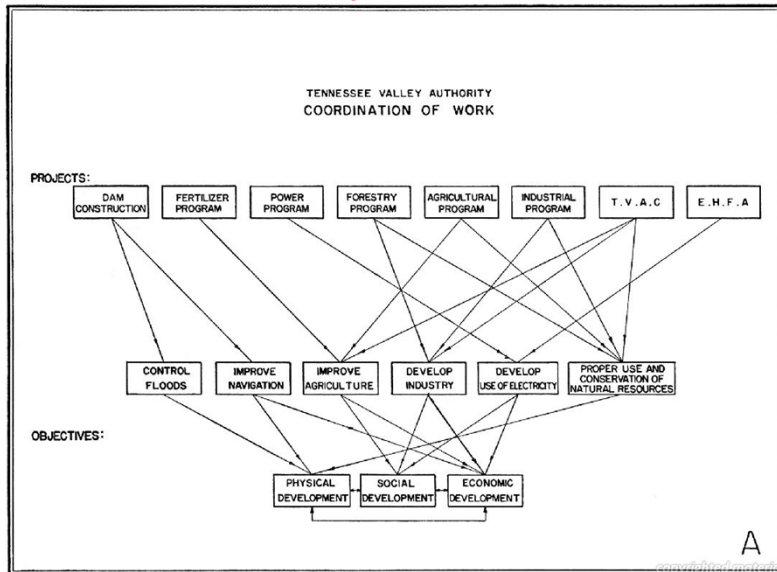 TENNESSEE VALLEY AUTHORITY
COORDINATION OF WORK
PROJECTS:
DAM
CONSTRUCTION
FERTILIZER
PROGRAM
POWER
PROGRAM
FORESTRY
PROGRAM
AGRICULTURAL
PROGRAM
INDUSTRIAL
PROGRAM
T.V.A.C
E.H.F.A
CONTROL
FLOODS
IMPROVE
NAVIGATION
IMPROVE
AGRICULTURE
DEVELOP
INDUSTRY
DEVELOP
USE OF ELECTRICITY
PROPER USE AND
CONSERVATION OF
NATURAL RESOURCES
OBJECTIVES:
PHYSICAL
DEVELOPMENT
SOCIAL
DEVELOPMENT
ECONOMIC
DEVELOPMENT
A
copyrighted materia